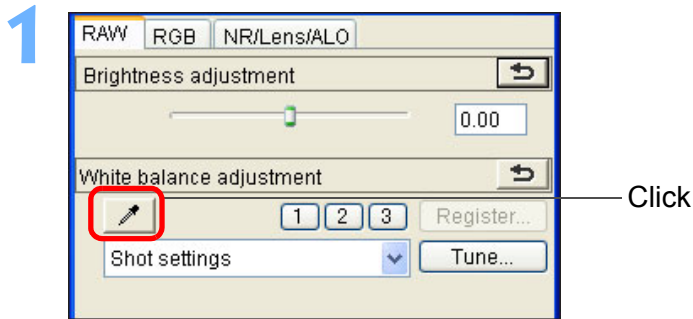 1
RAW RGB NR/Lens/ALO
Brightness adjustment
0.00
White balance adjustment
Click
1 2 3 Register...
Shot settings Tune...